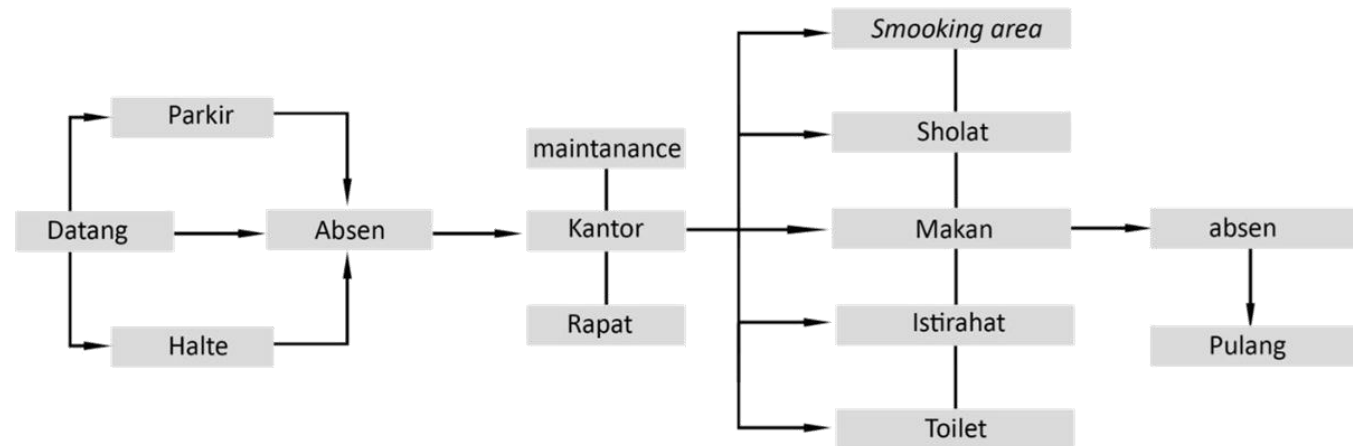 Smooking area
Parkir
Sholat
maintanance
Datang
Absen
Kantor
Makan
absen
Rapat
Istirahat
Halte
Pulang
Toilet